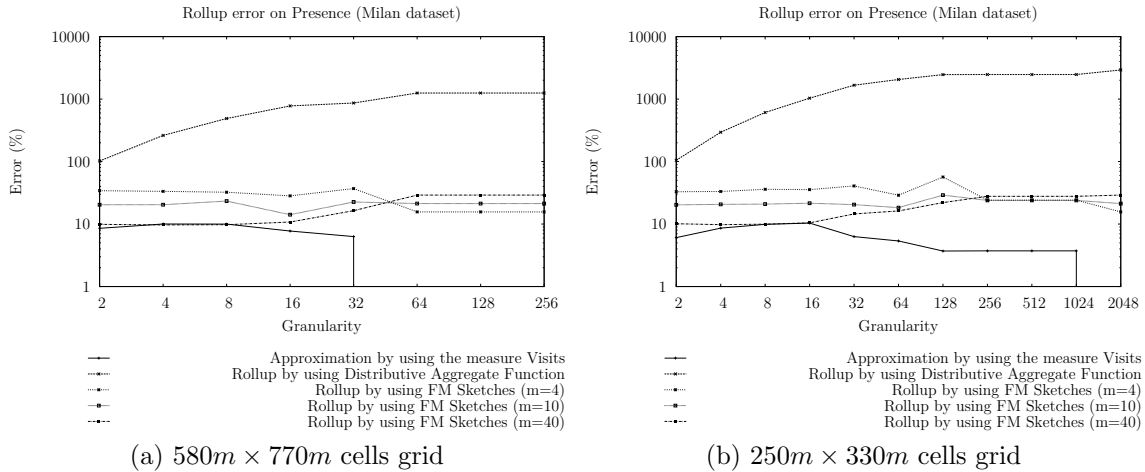 Rollup error on Presence (Milan dataset)
10000
1000
100
10
1
Error (%)
2 4 8 16 32 64 128 256
Granularity
Approximation by using the measure Visits
Rollup by using Distributive Aggregate Function
Rollup by using FM Sketches (m=4)
Rollup by using FM Sketches (m=10)
Rollup by using FM Sketches (m=40)
(a) 580m × 770m cells grid
Rollup error on Presence (Milan dataset)
10000
1000
100
10
1
Error (%)
2 4 8 16 32 64 128 256 512 1024 2048
Granularity
Approximation by using the measure Visits
Rollup by using Distributive Aggregate Function
Rollup by using FM Sketches (m=4)
Rollup by using FM Sketches (m=10)
Rollup by using FM Sketches (m=40)
(b) 250m × 330m cells grid